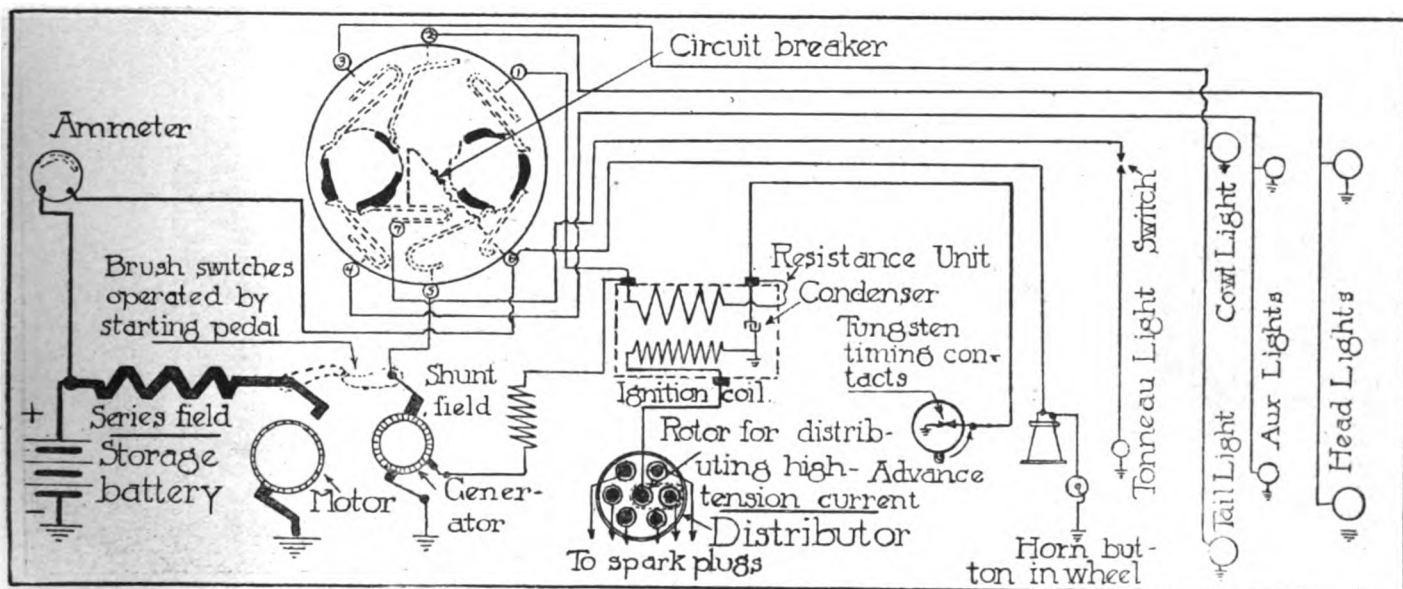 Circuit breaker
3
2
1
Ammeter
7
4
5
6
Brush switches
operated by
starting pedal
Resistance Unit
Condenser
Tungsten
timing con-
tacts
Shunt
field
Ignition coil.
+
Series field
Storage
battery
-
Motor
Gener-
ator
Rotor for distrib-
uting high-
tension current
Advance
Distributor
To spark plugs
Horn but-
ton in wheel
Tonneau Light Switch
Tail Light
Cowl Light
Aux Lights
Head Lights